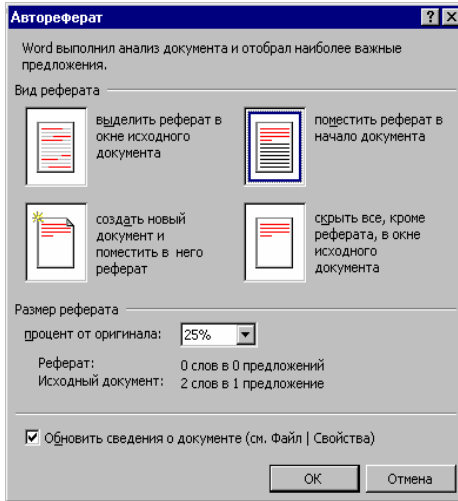 Автореферат
Word выполнил анализ документа и отобрал наиболее важные
предложения.
Вид реферата
выделить реферат в
окне исходного
документа
поместить реферат в
начало документа
создать новый
документ и
поместить в него
реферат
скрыть все, кроме
реферата, в окне
исходного
документа
Размер реферата
процент от оригинала: 25%
Реферат: 0 слов в 0 предложений
Исходный документ: 2 слов в 1 предложение
Обновить сведения о документе (см. Файл | Свойства)
ОК Отмена